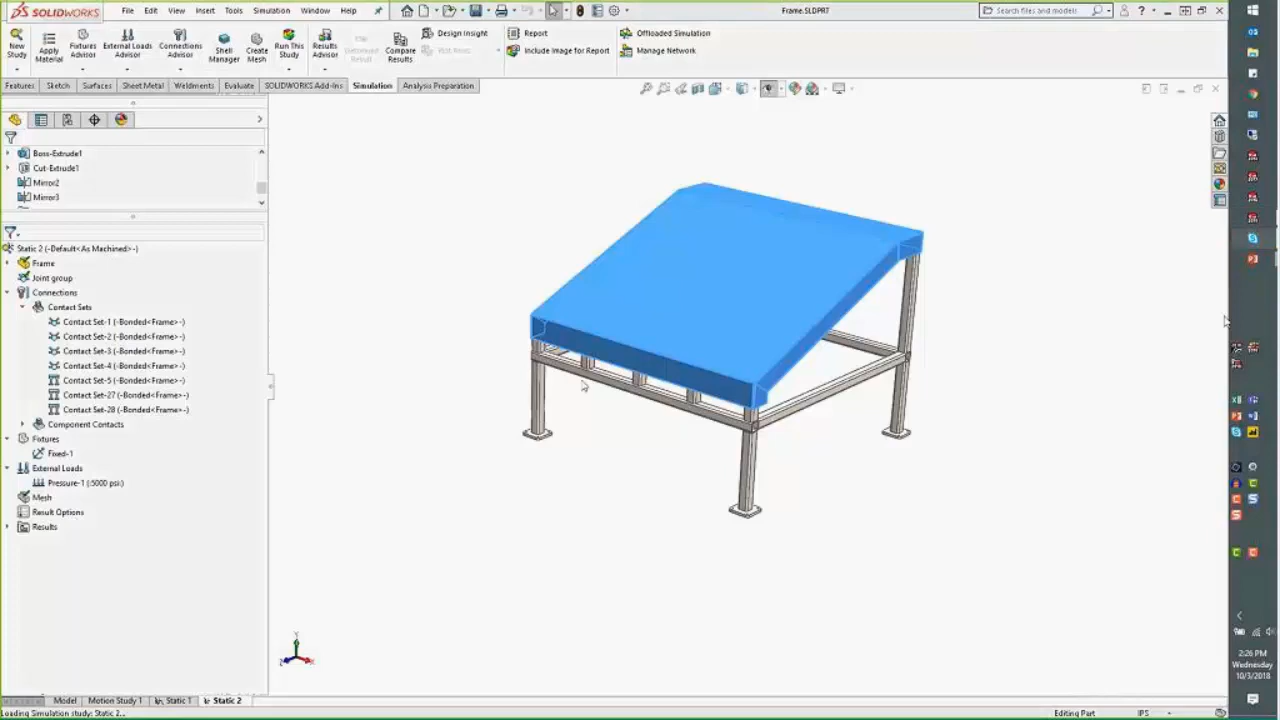 SOLIDWORKS File Edit View Insert Tools Simulation Window Help Frame.SLDPRT Search files and models
New Study
Apply Material
Fixtures Advisor
External Loads Advisor
Connections Advisor
Shell Manager
Create Mesh
Run This Study
Results Advisor
Compare Results
Design Insight
Report
Include Image for Report
Offloaded Simulation
Manage Network
Features Sketch Surfaces Sheet Metal Weldments Evaluate SOLIDWORKS Add-Ins Simulation Analysis Preparation
Boss-Extrude1
Cut-Extrude1
Mirror2
Mirror3
Static 2 (-Default<As Machined>-)
Frame
Joint group
Connections
Contact Sets
Contact Set-1 (-Bonded<Frame>-)
Contact Set-2 (-Bonded<Frame>-)
Contact Set-3 (-Bonded<Frame>-)
Contact Set-4 (-Bonded<Frame>-)
Contact Set-5 (-Bonded<Frame>-)
Contact Set-27 (-Bonded<Frame>-)
Contact Set-28 (-Bonded<Frame>-)
Component Contacts
Fixtures
Fixed-1
External Loads
Pressure-1 (:5000 psi:)
Mesh
Result Options
Results
Y
X
Z
Model Motion Study 1 Static 1 Static 2
Loading Simulation study: Static 2... Editing Part IPS
2:26 PM
Wednesday
10/3/2018